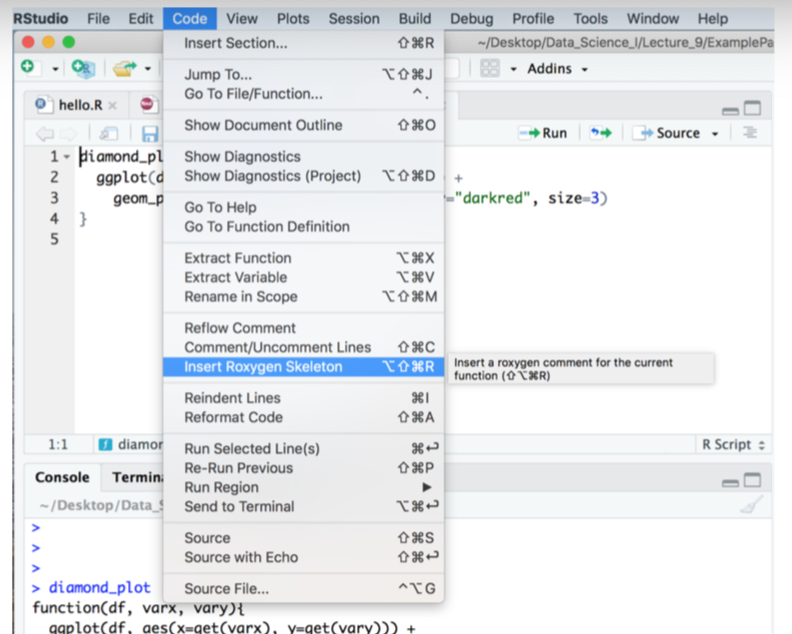 RStudio File Edit Code View Plots Session Build Debug Profile Tools Window Help
~/Desktop/Data_Science_I/Lecture_9/ExamplePa
Addins
hello.R
Run Source
1 diamond_pl
2 ggplot(d +
3 geom_p ="darkred", size=3)
4 }
5
Insert Section... ⇧⌘R
Jump To... ⌥⇧⌘J
Go To File/Function... ^ .
Show Document Outline ⇧⌘O
Show Diagnostics
Show Diagnostics (Project) ⌥⇧⌘D
Go To Help
Go To Function Definition
Extract Function ⌥⌘X
Extract Variable ⌥⌘V
Rename in Scope ⌥⇧⌘M
Reflow Comment
Comment/Uncomment Lines ⇧⌘C
Insert Roxygen Skeleton ⌥⇧⌘R
Insert a roxygen comment for the current
function (⇧⌥⌘R)
Reindent Lines ⌘I
Reformat Code ⇧⌘A
Run Selected Line(s) ⌘↩
Re-Run Previous ⇧⌘P
Run Region ▶
Send to Terminal ⌥⌘↩
Source ⇧⌘S
Source with Echo ⇧⌘↩
Source File... ^⌥G
1:1 diamor R Script
Console Termin
~/Desktop/Data_S
>
>
>
> diamond_plot
function(df, varx, vary){
ggplot(df, aes(x=get(varx), y=get(vary))) +